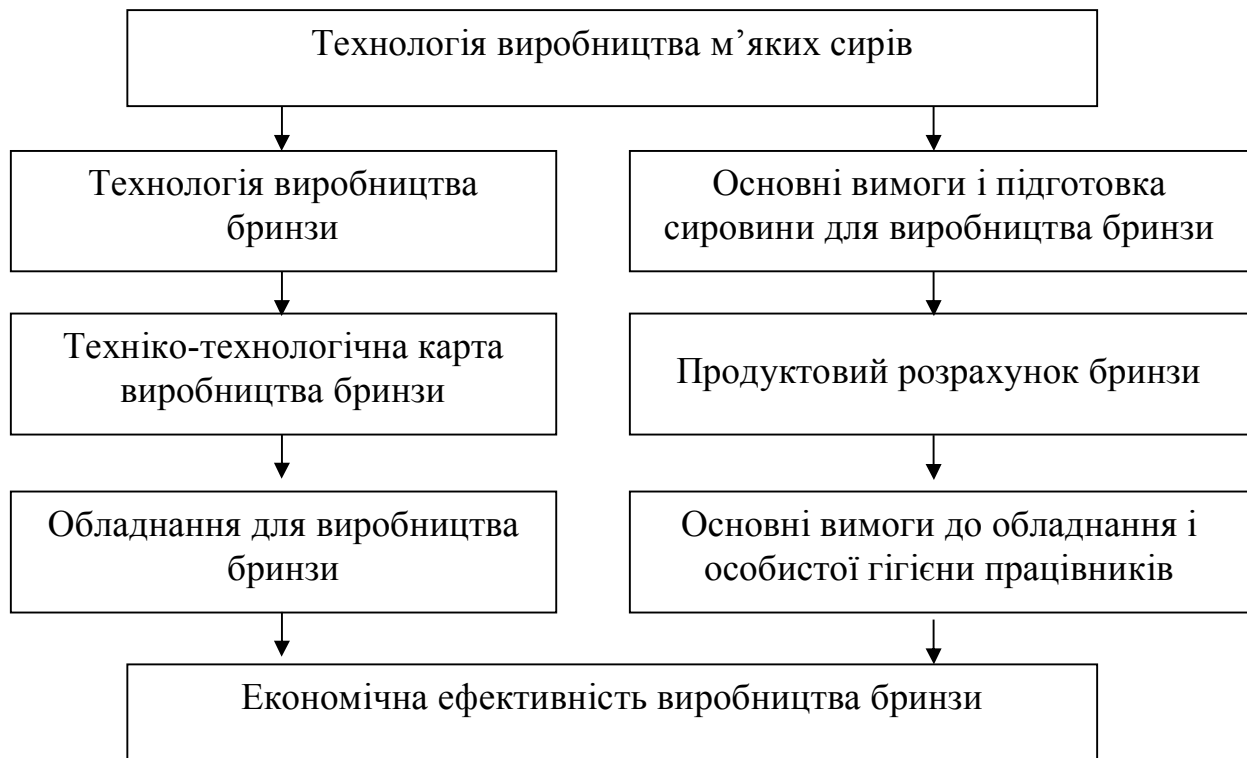 Технологія виробництва м’яких сирів
Технологія виробництва
бринзи
Основні вимоги і підготовка
сировини для виробництва бринзи
Техніко-технологічна карта
виробництва бринзи
Продуктовий розрахунок бринзи
Обладнання для виробництва
бринзи
Основні вимоги до обладнання і
особистої гігієни працівників
Економічна ефективність виробництва бринзи